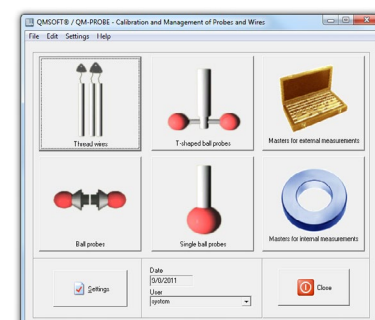 QMSOFT® / QM-PROBE - Calibration and Management of Probes and Wires
File Edit Settings Help
Thread wires
T-shaped ball probes
Masters for external measurements
Ball probes
Single ball probes
Masters for internal measurements
Settings
Date
9/8/2011
User
system
Close